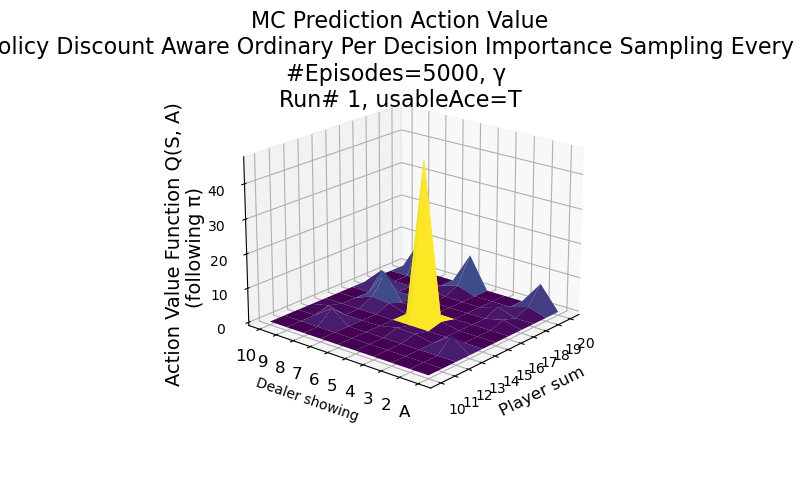 MC Prediction Action Value
olicy Discount Aware Ordinary Per Decision Importance Sampling Every
#Episodes=5000, γ
Run# 1, usableAce=T
Action Value Function Q(S, A)
(following π)
40
30
20
10
0
10 9 8 7 6 5 4 3 2 A
Dealer showing
10 11 12 13 14 15 16 17 18 19 20
Player sum